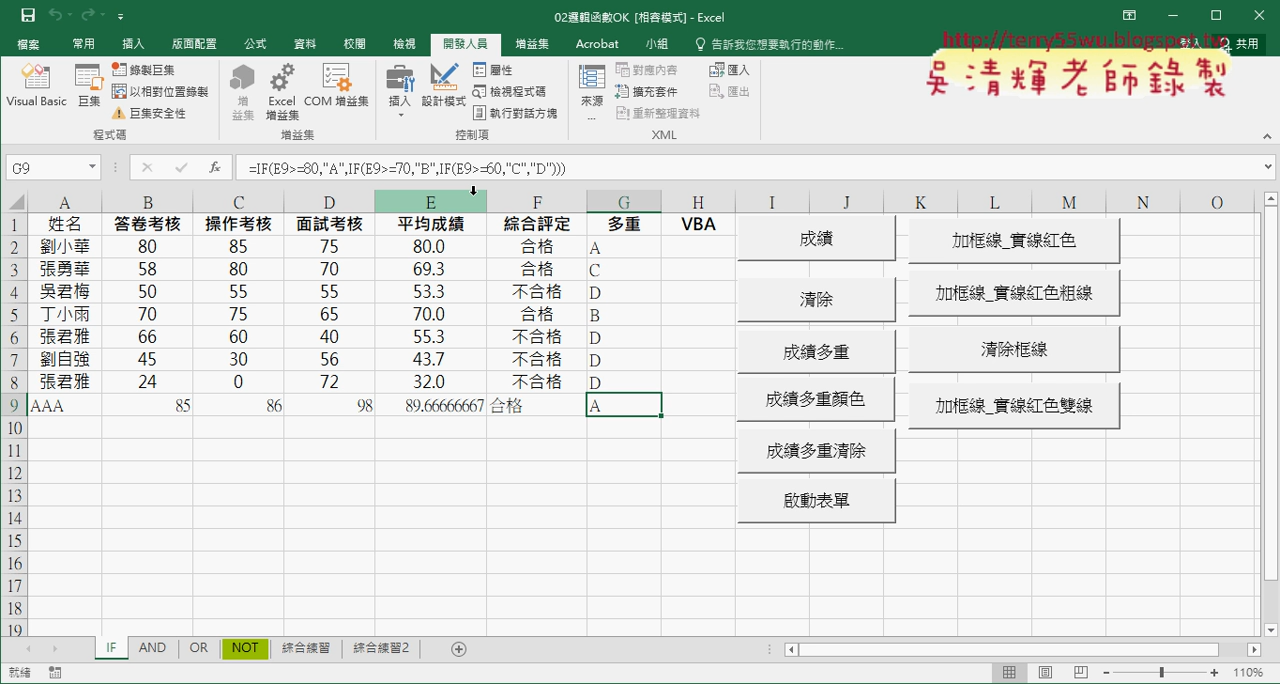 02邏輯函數OK [相容模式] - Excel
http://terry55wu.blogspot.tw
吳清輝老師錄製
檔案 常用 插入 版面配置 公式 資料 校閱 檢視 開發人員 增益集 Acrobat 小組 告訴我您想要執行的動作... 登入 共用
Visual Basic 巨集 錄製巨集 以相對位置錄製 巨集安全性 程式碼
增益集 Excel 增益集 COM 增益集 增益集
插入 設計模式 屬性 檢視程式碼 執行對話方塊 控制項
來源... 對應內容 擴充套件 重新整理資料 匯入 匯出 XML
G9 fx =IF(E9>=80,"A",IF(E9>=70,"B",IF(E9>=60,"C","D")))
A B C D E F G H I J K L M N O
1 姓名 答卷考核 操作考核 面試考核 平均成績 綜合評定 多重 VBA
2 劉小華 80 85 75 80.0 合格 A
3 張勇華 58 80 70 69.3 合格 C
4 吳君梅 50 55 55 53.3 不合格 D
5 丁小雨 70 75 65 70.0 合格 B
6 張君雅 66 60 40 55.3 不合格 D
7 劉自強 45 30 56 43.7 不合格 D
8 張君雅 24 0 72 32.0 不合格 D
9 AAA 85 86 98 89.66666667 合格 A
10
11
12
13
14
15
16
17
18
19
成績
清除
成績多重
成績多重顏色
成績多重清除
啟動表單
加框線_實線紅色
加框線_實線紅色粗線
清除框線
加框線_實線紅色雙線
IF AND OR NOT 綜合練習 綜合練習2
就緒 110%